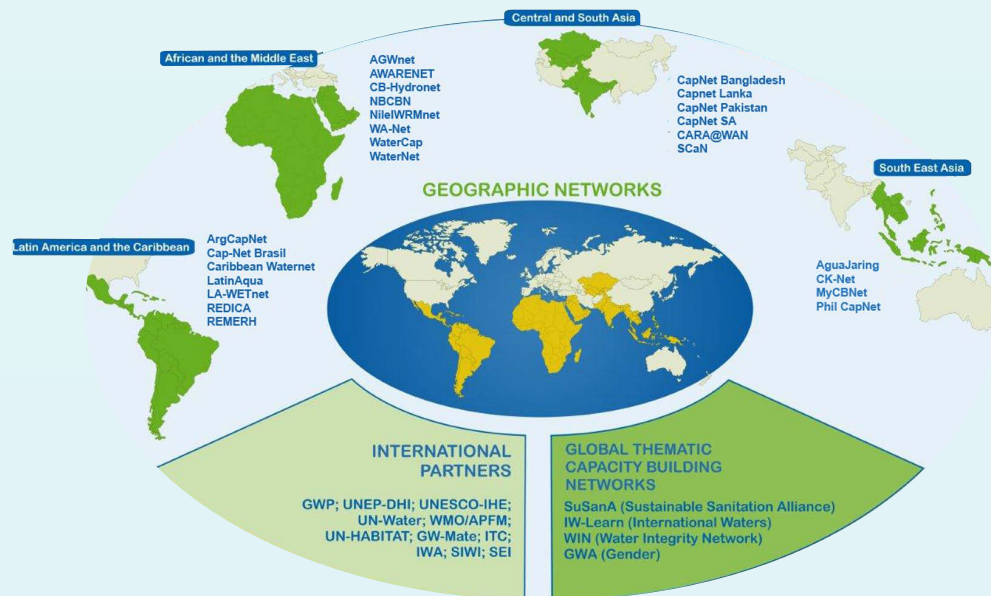 Central and South Asia
African and the Middle East
AGWnet
AWARENET
CB-Hydronet
NBCBN
NileIWRMnet
WA-Net
WaterCap
WaterNet
CapNet Bangladesh
Capnet Lanka
CapNet Pakistan
CapNet SA
CARA@WAN
SCaN
South East Asia
GEOGRAPHIC NETWORKS
Latin America and the Caribbean
ArgCapNet
Cap-Net Brasil
Caribbean Waternet
LatinAqua
LA-WETnet
REDICA
REMERH
AguaJaring
CK-Net
MyCBNet
Phil CapNet
INTERNATIONAL
PARTNERS
GWP; UNEP-DHI; UNESCO-IHE;
UN-Water; WMO/APFM;
UN-HABITAT; GW-Mate; ITC;
IWA; SIWI; SEI
GLOBAL THEMATIC
CAPACITY BUILDING
NETWORKS
SuSanA (Sustainable Sanitation Alliance)
IW-Learn (International Waters)
WIN (Water Integrity Network)
GWA (Gender)